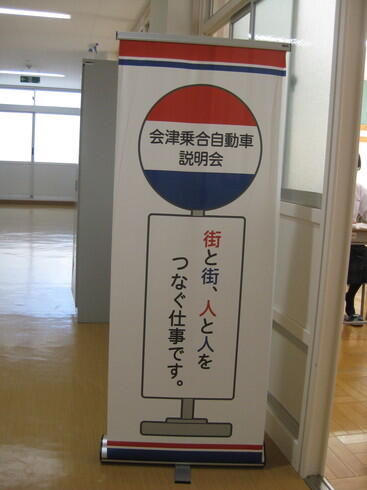 会津乗合自動車
説明会
街と街、人と人を
つなぐ仕事です。